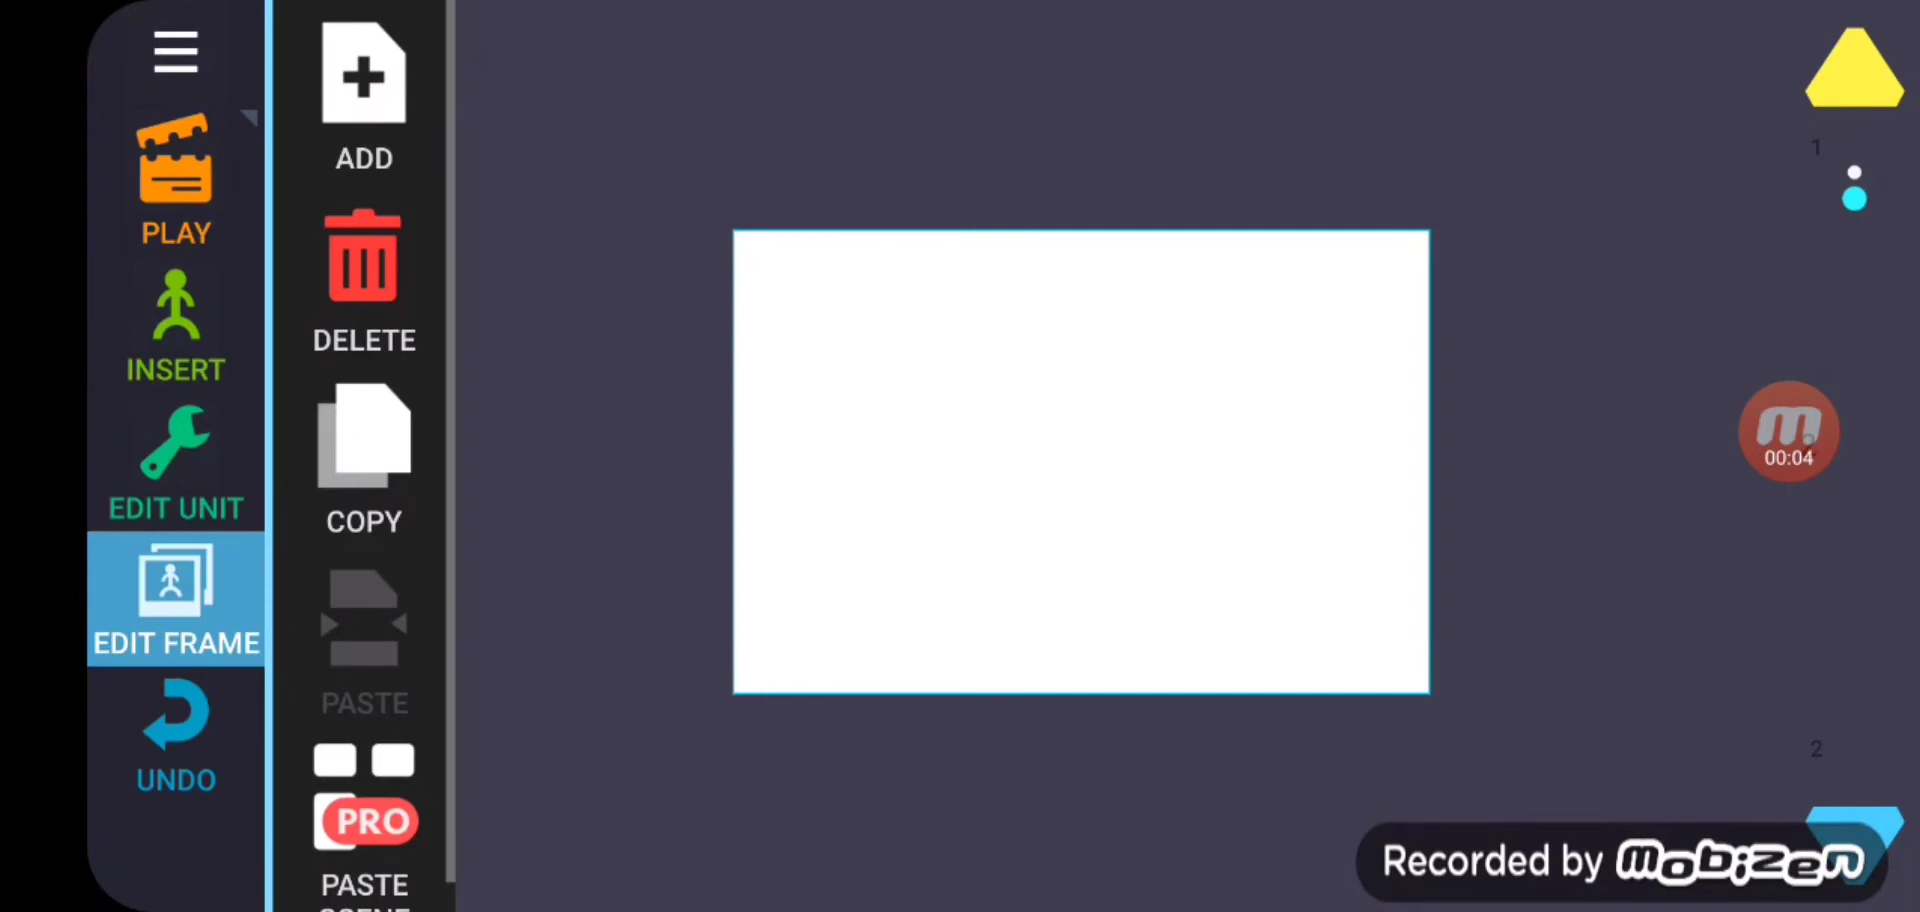 PLAY
INSERT
EDIT UNIT
EDIT FRAME
UNDO
ADD
DELETE
COPY
PASTE
PRO
PASTE
SCENE
1
00:04
2
Recorded by mobizen